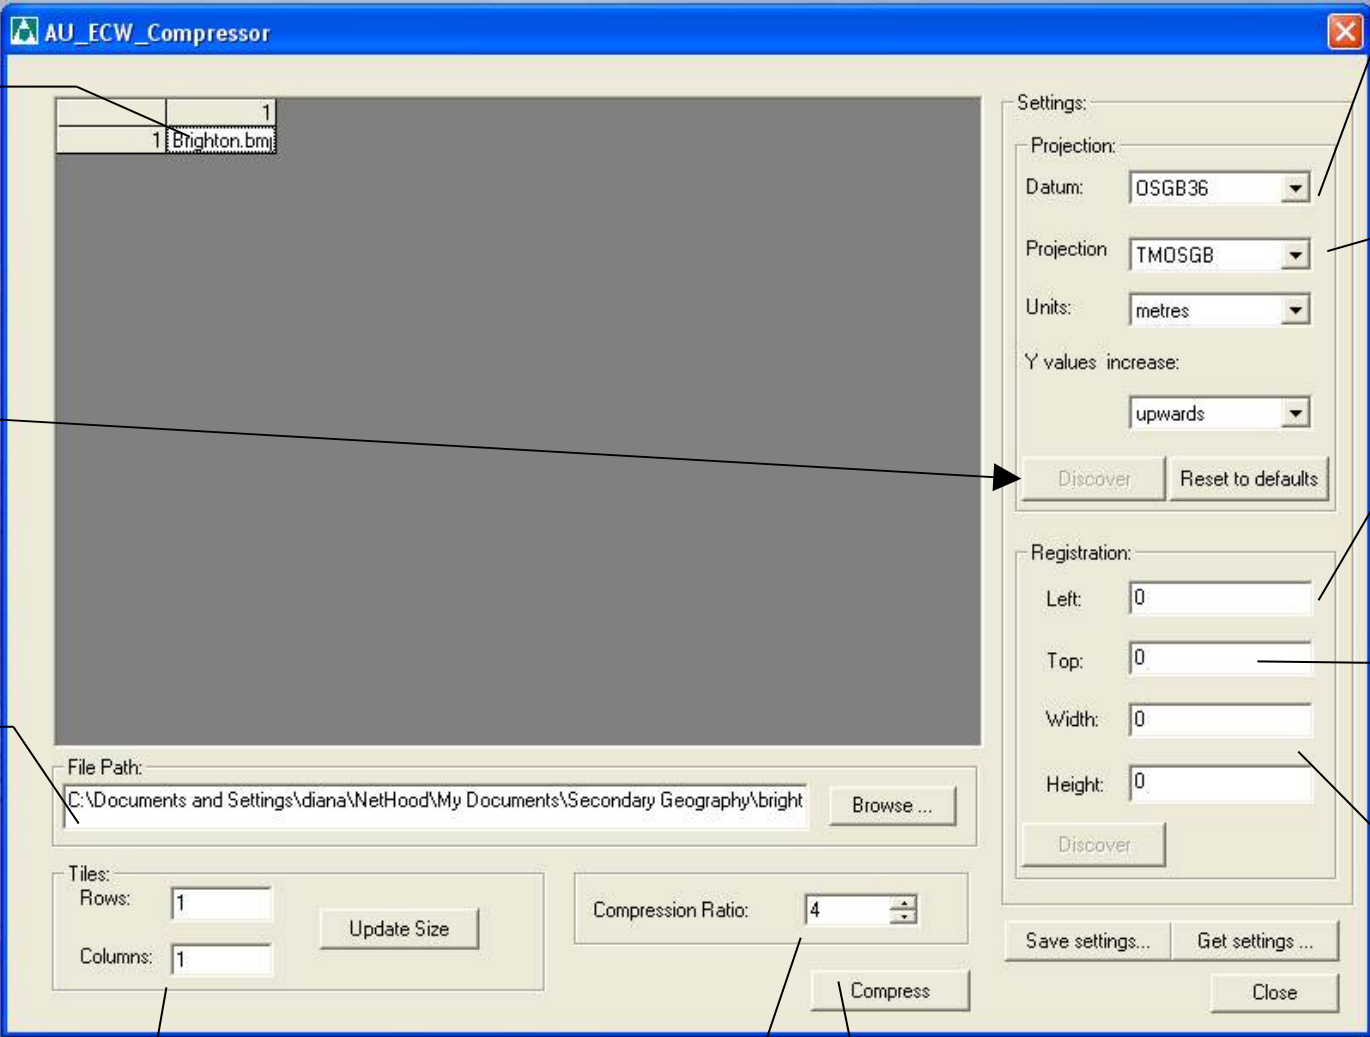 AU_ECW_Compressor
1
1 Brighton.bmp
Settings:
Projection:
Datum: OSGB36
Projection TMOSGB
Units: metres
Y values increase:
upwards
Discover Reset to defaults
Registration:
Left: 0
Top: 0
Width: 0
Height: 0
Discover
File Path:
C:\Documents and Settings\diana\NetHood\My Documents\Secondary Geography\bright
Browse ...
Tiles:
Rows: 1
Columns: 1
Update Size
Compression Ratio: 4
Compress
Save settings... Get settings ...
Close